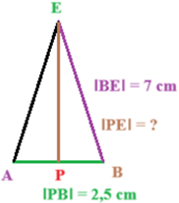 E
|BE| = 7 cm
|PE| = ?
A P B
|PB| = 2,5 cm